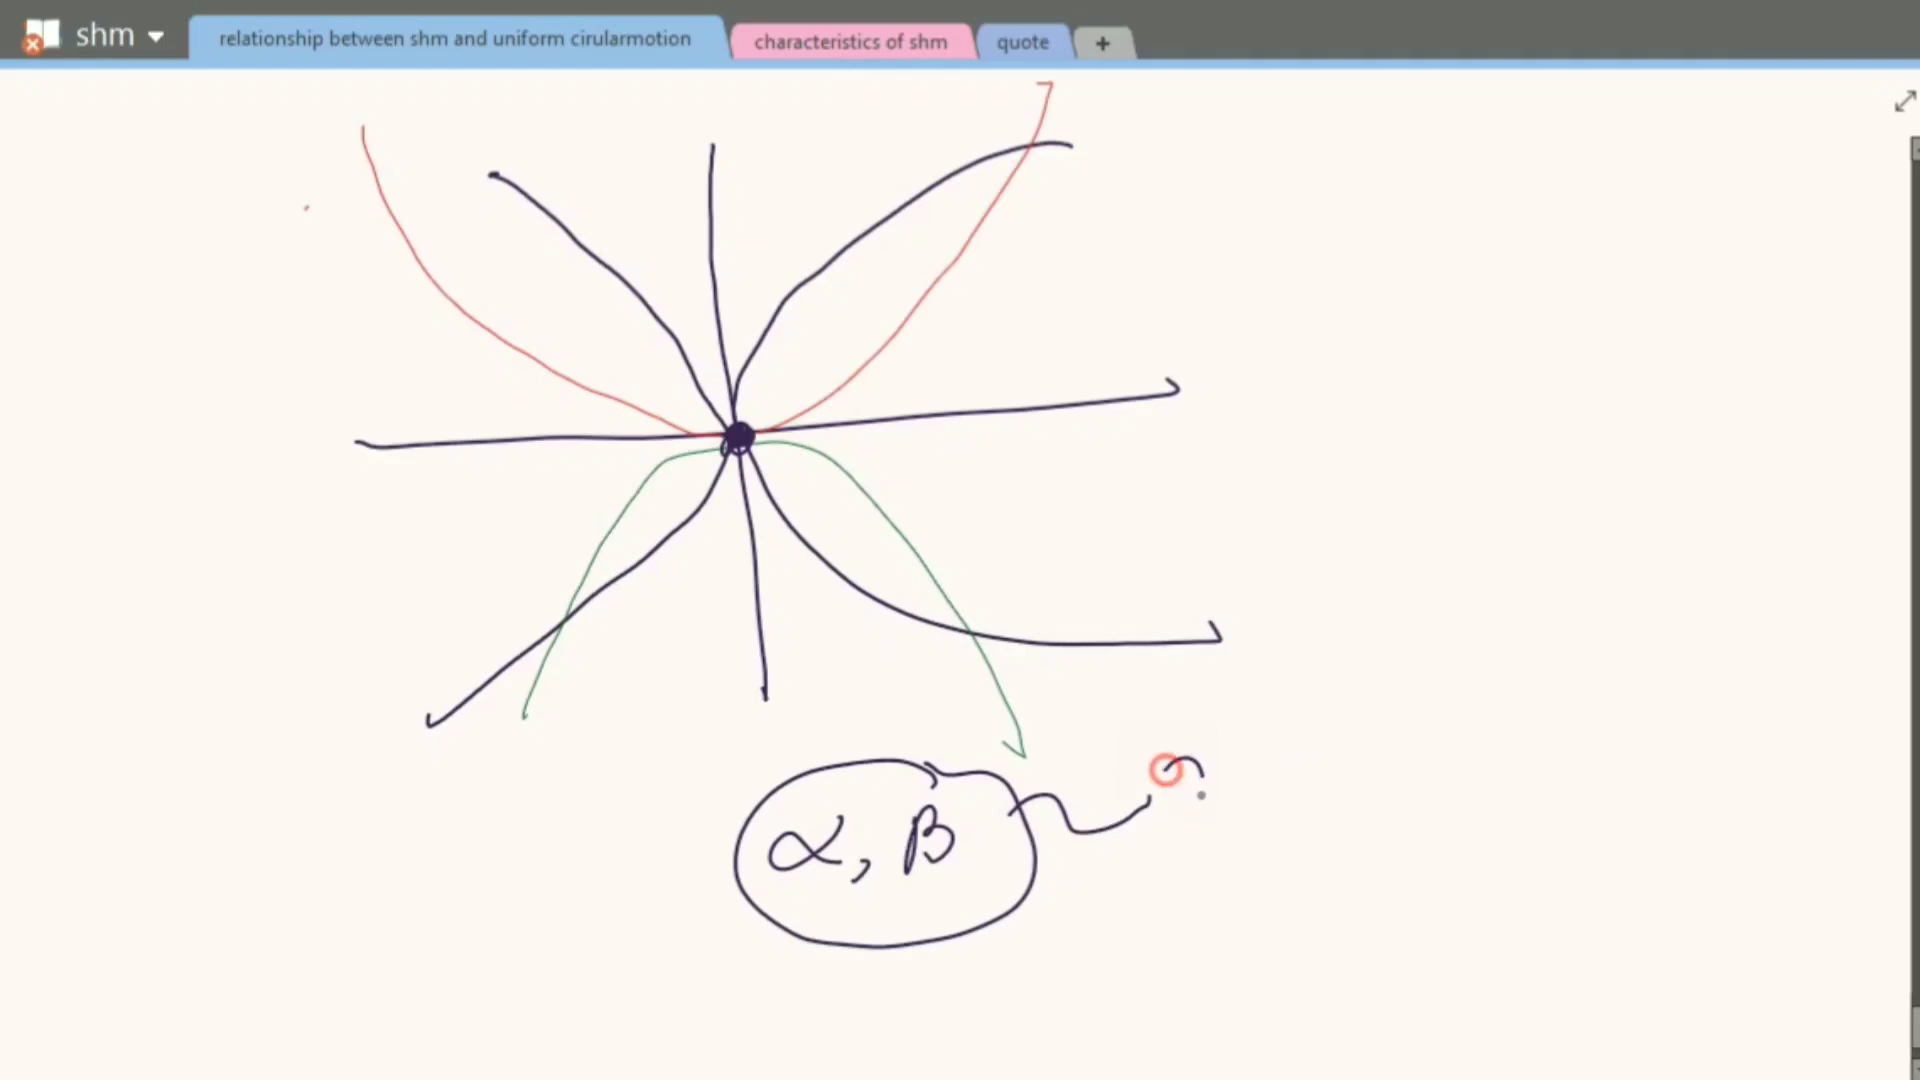 shm
relationship between shm and uniform cirularmotion
characteristics of shm
quote
+
α, β